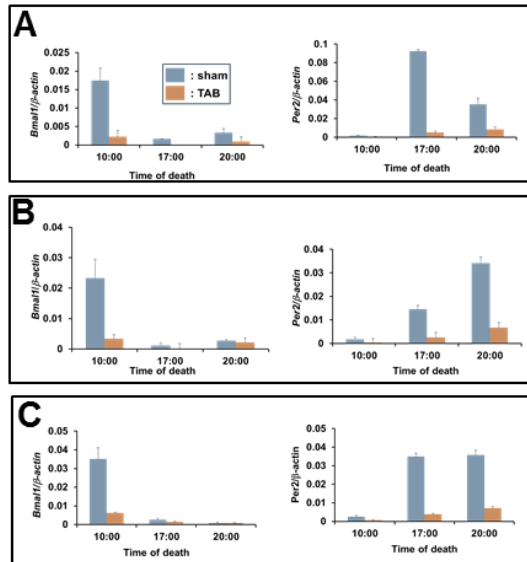 A
Bmal1/β-actin
0.025
0.02
0.015
0.01
0.005
0
10:00 17:00 20:00
Time of death
: sham
: TAB
Per2/β-actin
0.1
0.08
0.06
0.04
0.02
0
10:00 17:00 20:00
Time of death
B
Bmal1/β-actin
0.04
0.03
0.02
0.01
0
10:00 17:00 20:00
Time of death
Per2/β-actin
0.04
0.03
0.02
0.01
0
10:00 17:00 20:00
Time of death
C
Bmal1/β-actin
0.05
0.04
0.03
0.02
0.01
0
10:00 17:00 20:00
Time of death
Per2/β-actin
0.05
0.04
0.03
0.02
0.01
0
10:00 17:00 20:00
Time of death